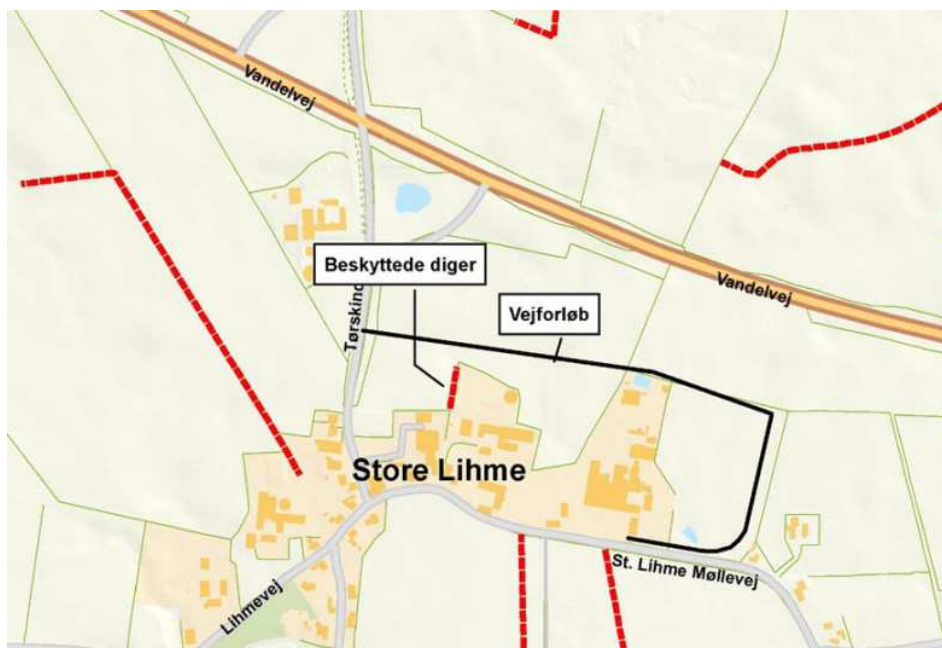 Vandelvej
Beskyttede diger
Vejforløb
Vandelvej
Tørskind
Store Lihme
St. Lihme Møllevej
Lihmevej